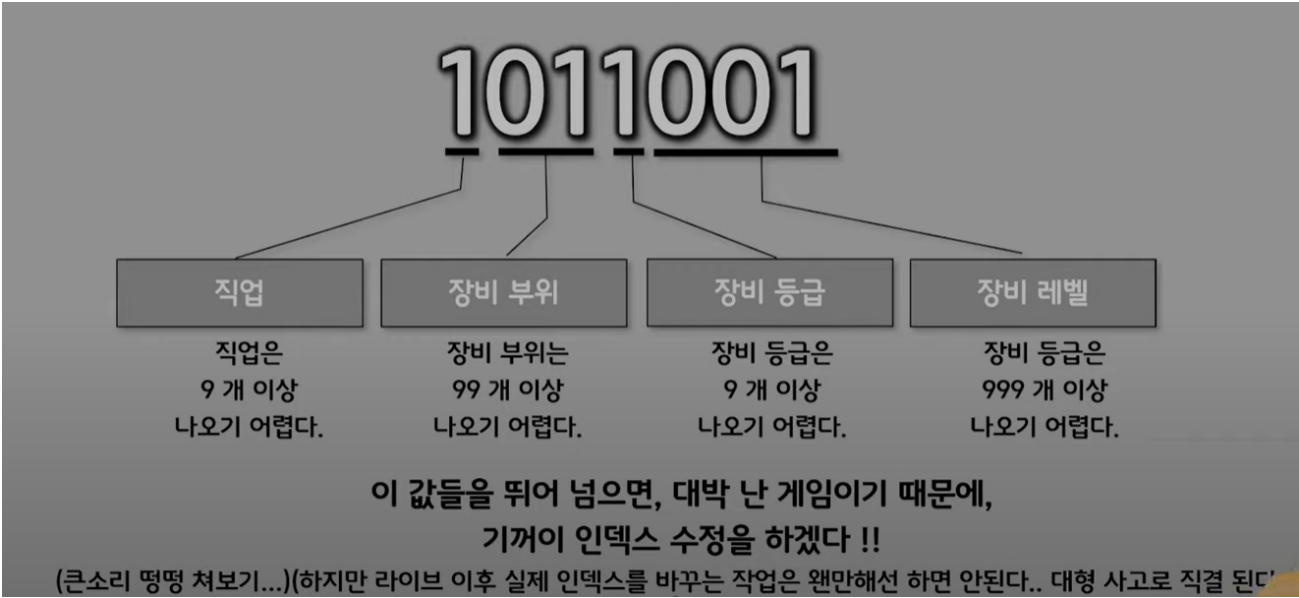 1011001
직업
장비 부위
장비 등급
장비 레벨
직업은
9 개 이상
나오기 어렵다.
장비 부위는
99 개 이상
나오기 어렵다.
장비 등급은
9 개 이상
나오기 어렵다.
장비 등급은
999 개 이상
나오기 어렵다.
이 값들을 뛰어 넘으면, 대박 난 게임이기 때문에,
기꺼이 인덱스 수정을 하겠다 !!
(큰소리 떵떵 쳐보기...)(하지만 라이브 이후 실제 인덱스를 바꾸는 작업은 왠만해선 하면 안된다.. 대형 사고로 직결 된다